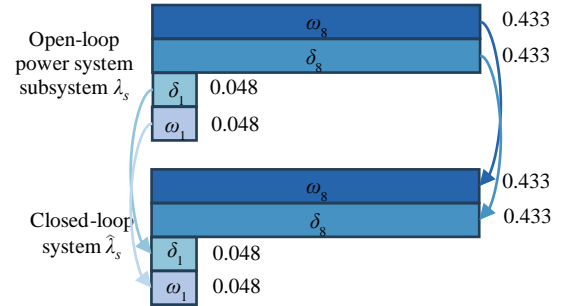 ω₈ 0.433
Open-loop
power system
subsystem λₛ
δ₈ 0.433
δ₁ 0.048
ω₁ 0.048
ω₈ 0.433
Closed-loop
system λ̂ₛ
δ₈ 0.433
δ₁ 0.048
ω₁ 0.048